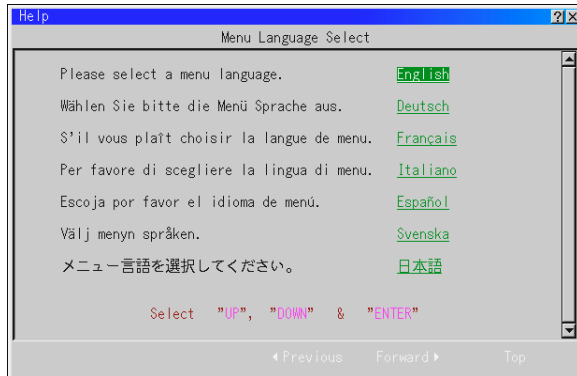 Help ?×
Menu Language Select
Please select a menu language. English
Wählen Sie bitte die Menü Sprache aus. Deutsch
S'il vous plaît choisir la langue de menu. Français
Per favore di scegliere la lingua di menu. Italiano
Escoja por favor el idioma de menú. Español
Välj menyn språken. Svenska
メニュー言語を選択してください。 日本語
Select "UP", "DOWN" & "ENTER"
Previous Forward Top